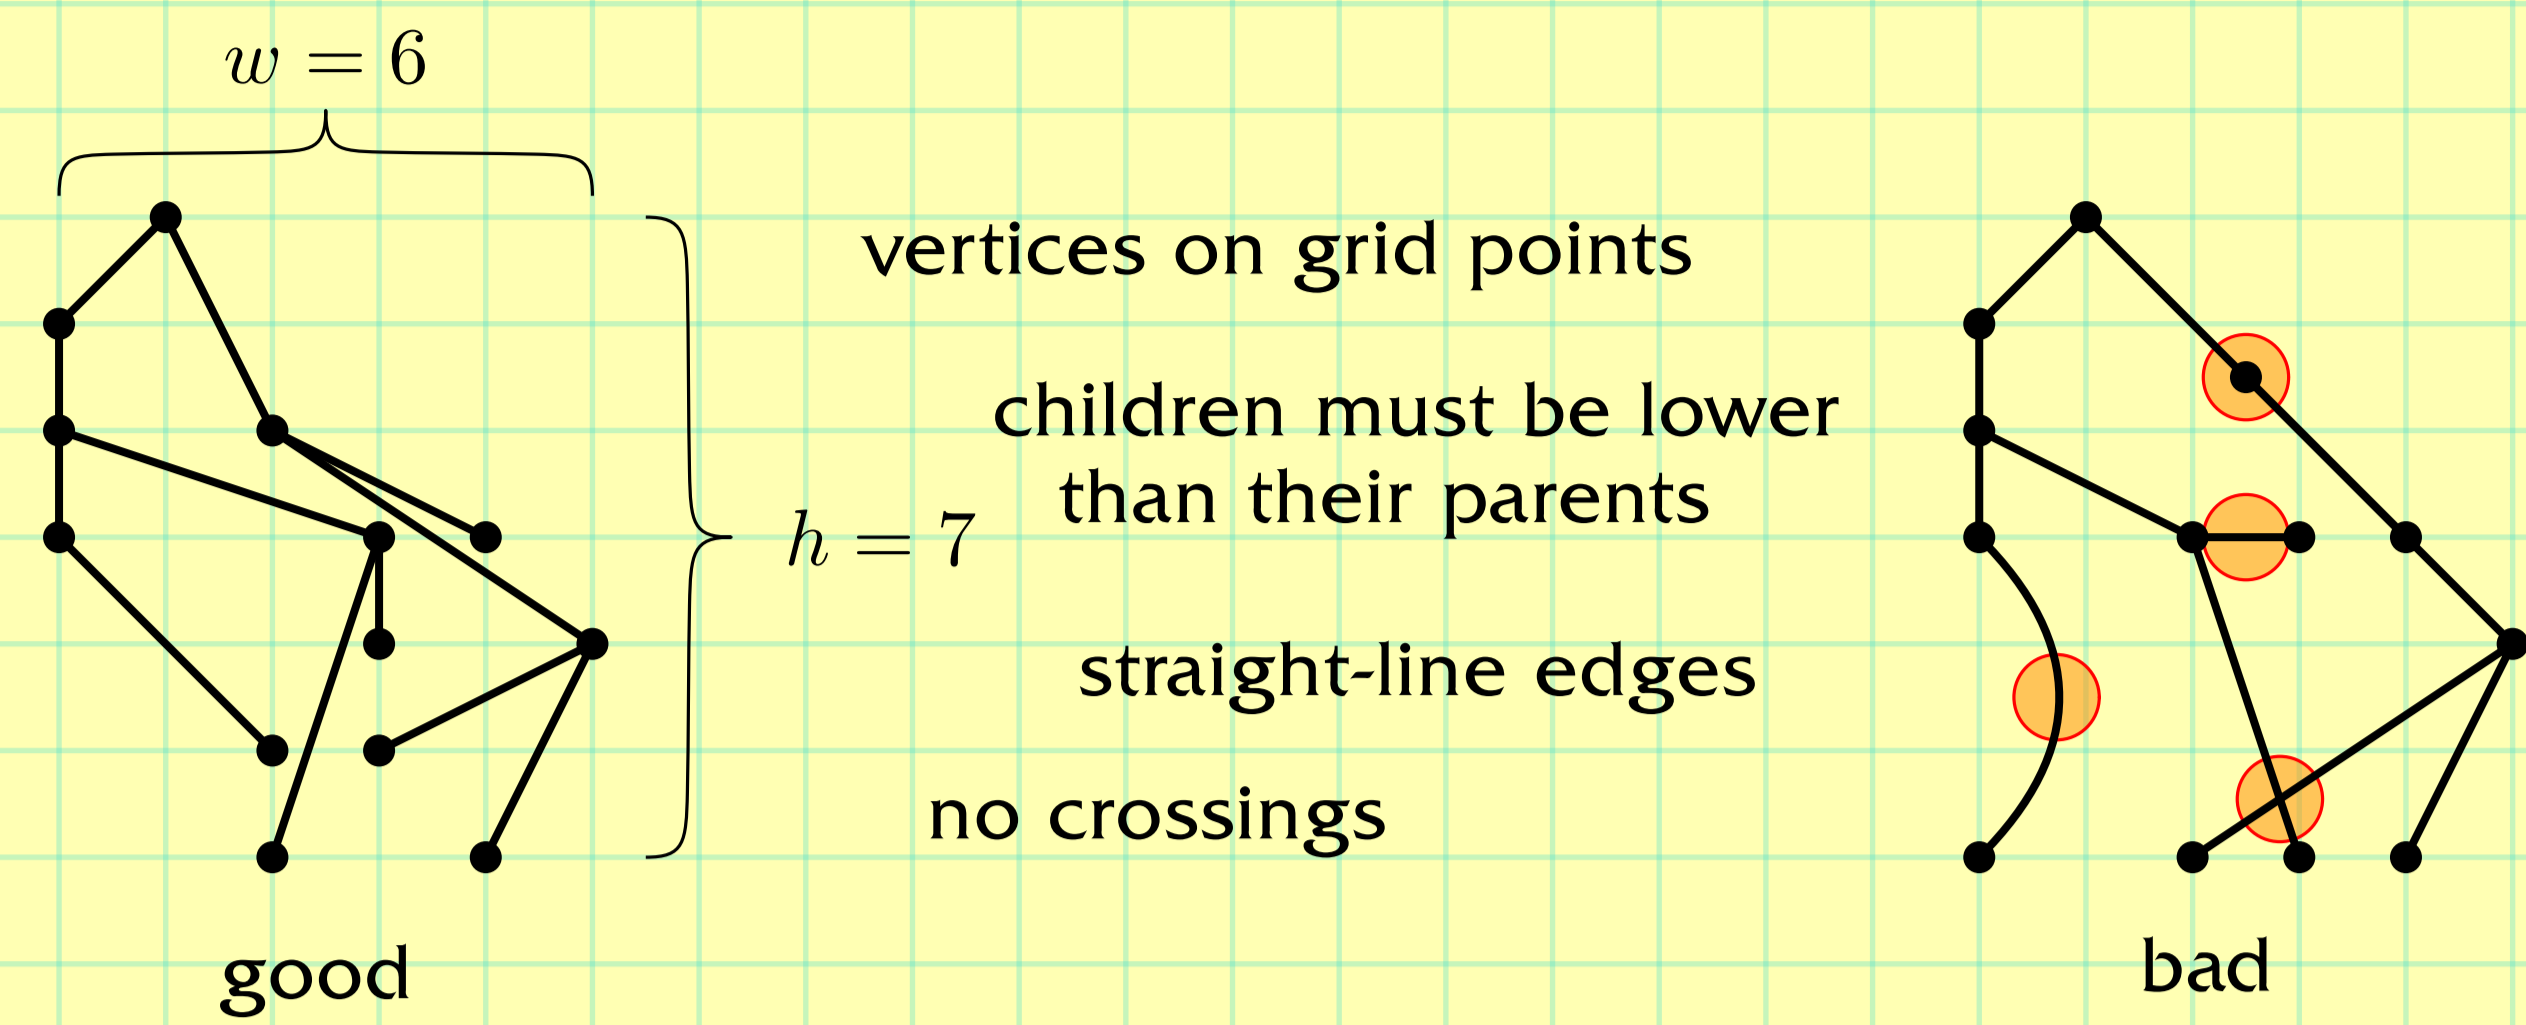 w = 6
vertices on grid points
children must be lower
than their parents
h = 7
straight-line edges
no crossings
good
bad